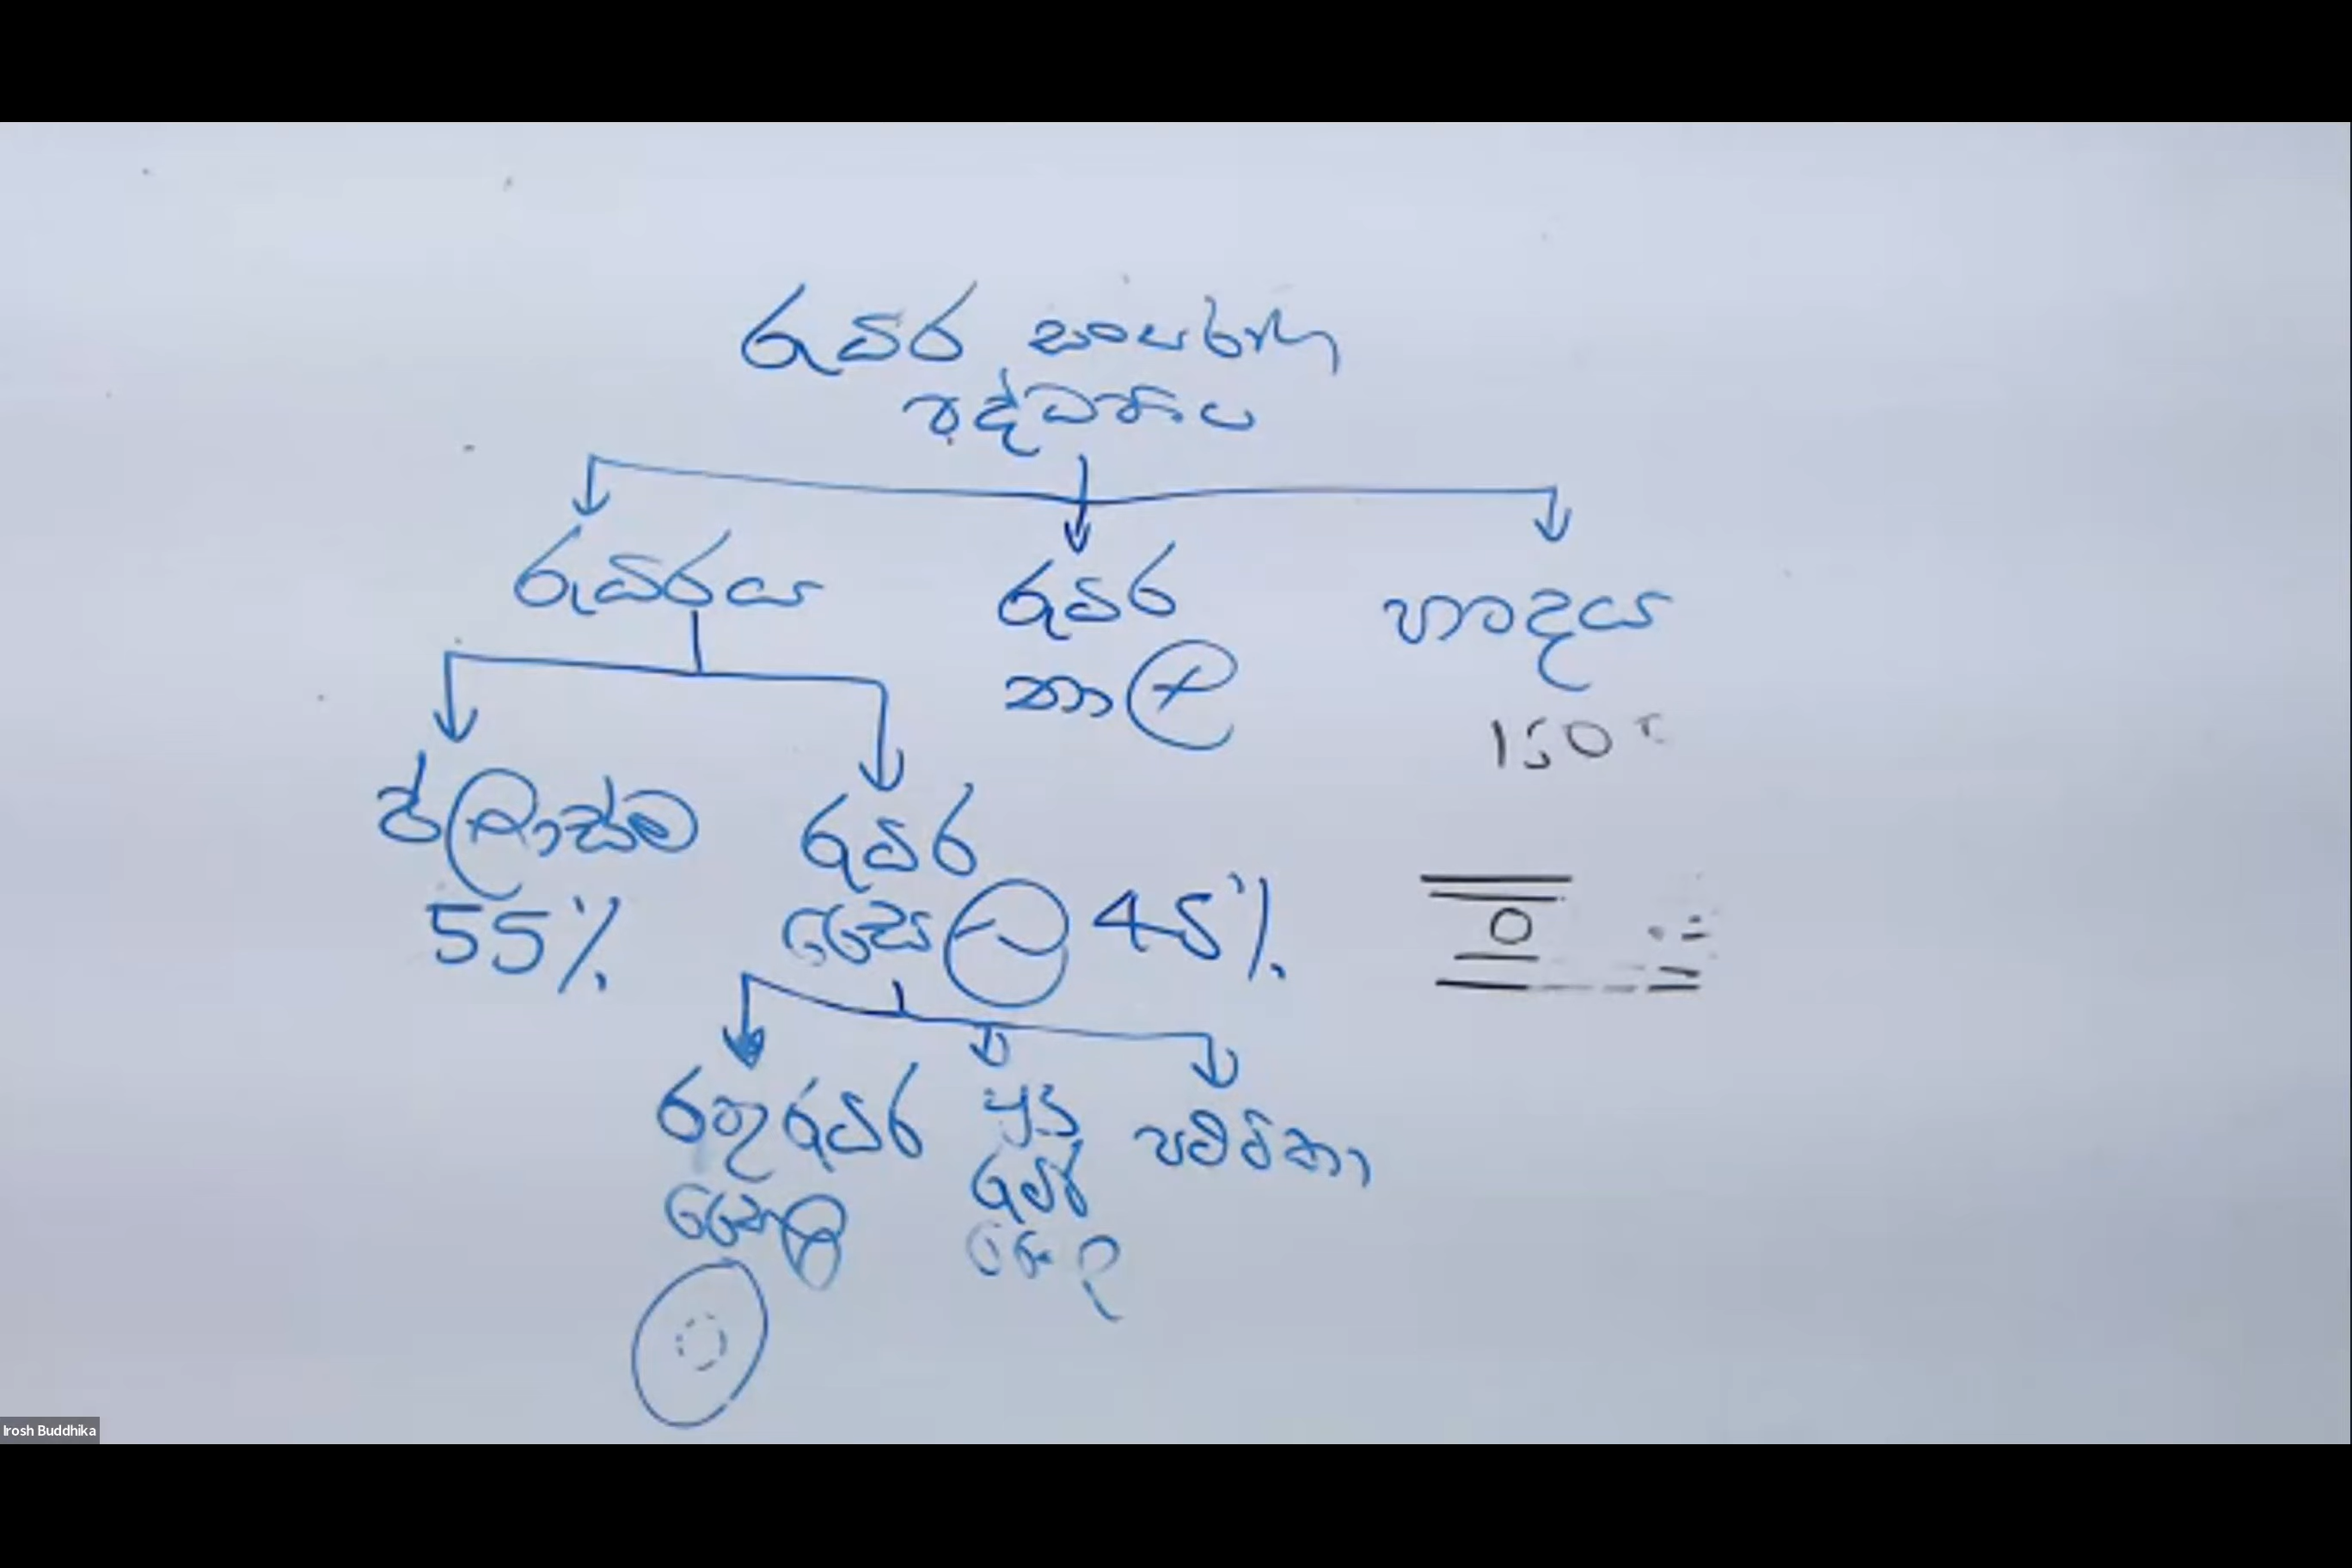 රුධිර සංසරණ
පද්ධතිය
රුධිරය
රුධිර
හෘදය
නාල
150
ප්ලාස්ම
රුධිර
55%
සෛල 45%
රතු රුධිර
සුදු
පට්ටිකා
රුධිර
සෛල
Irosh Buddhika